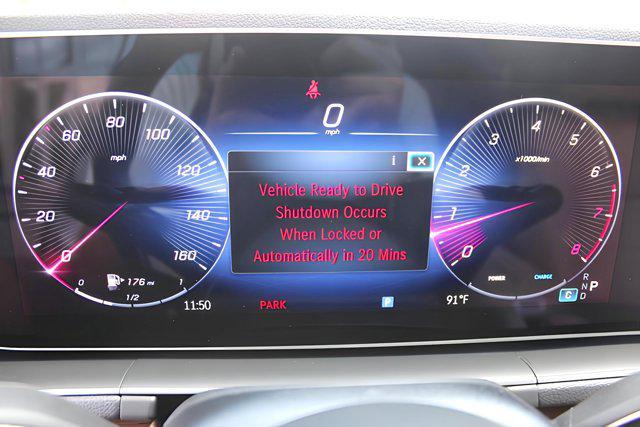 0
mph
i X
Vehicle Ready to Drive
Shutdown Occurs
When Locked or
Automatically in 20 Mins
0 20 40 60 80 100 120 140 160
mph
176 mi
0 1/2 1
11:50
PARK
P
91°F
0 1 2 3 4 5 6 7 8
x1000/min
POWER CHARGE
C
R
N P
D